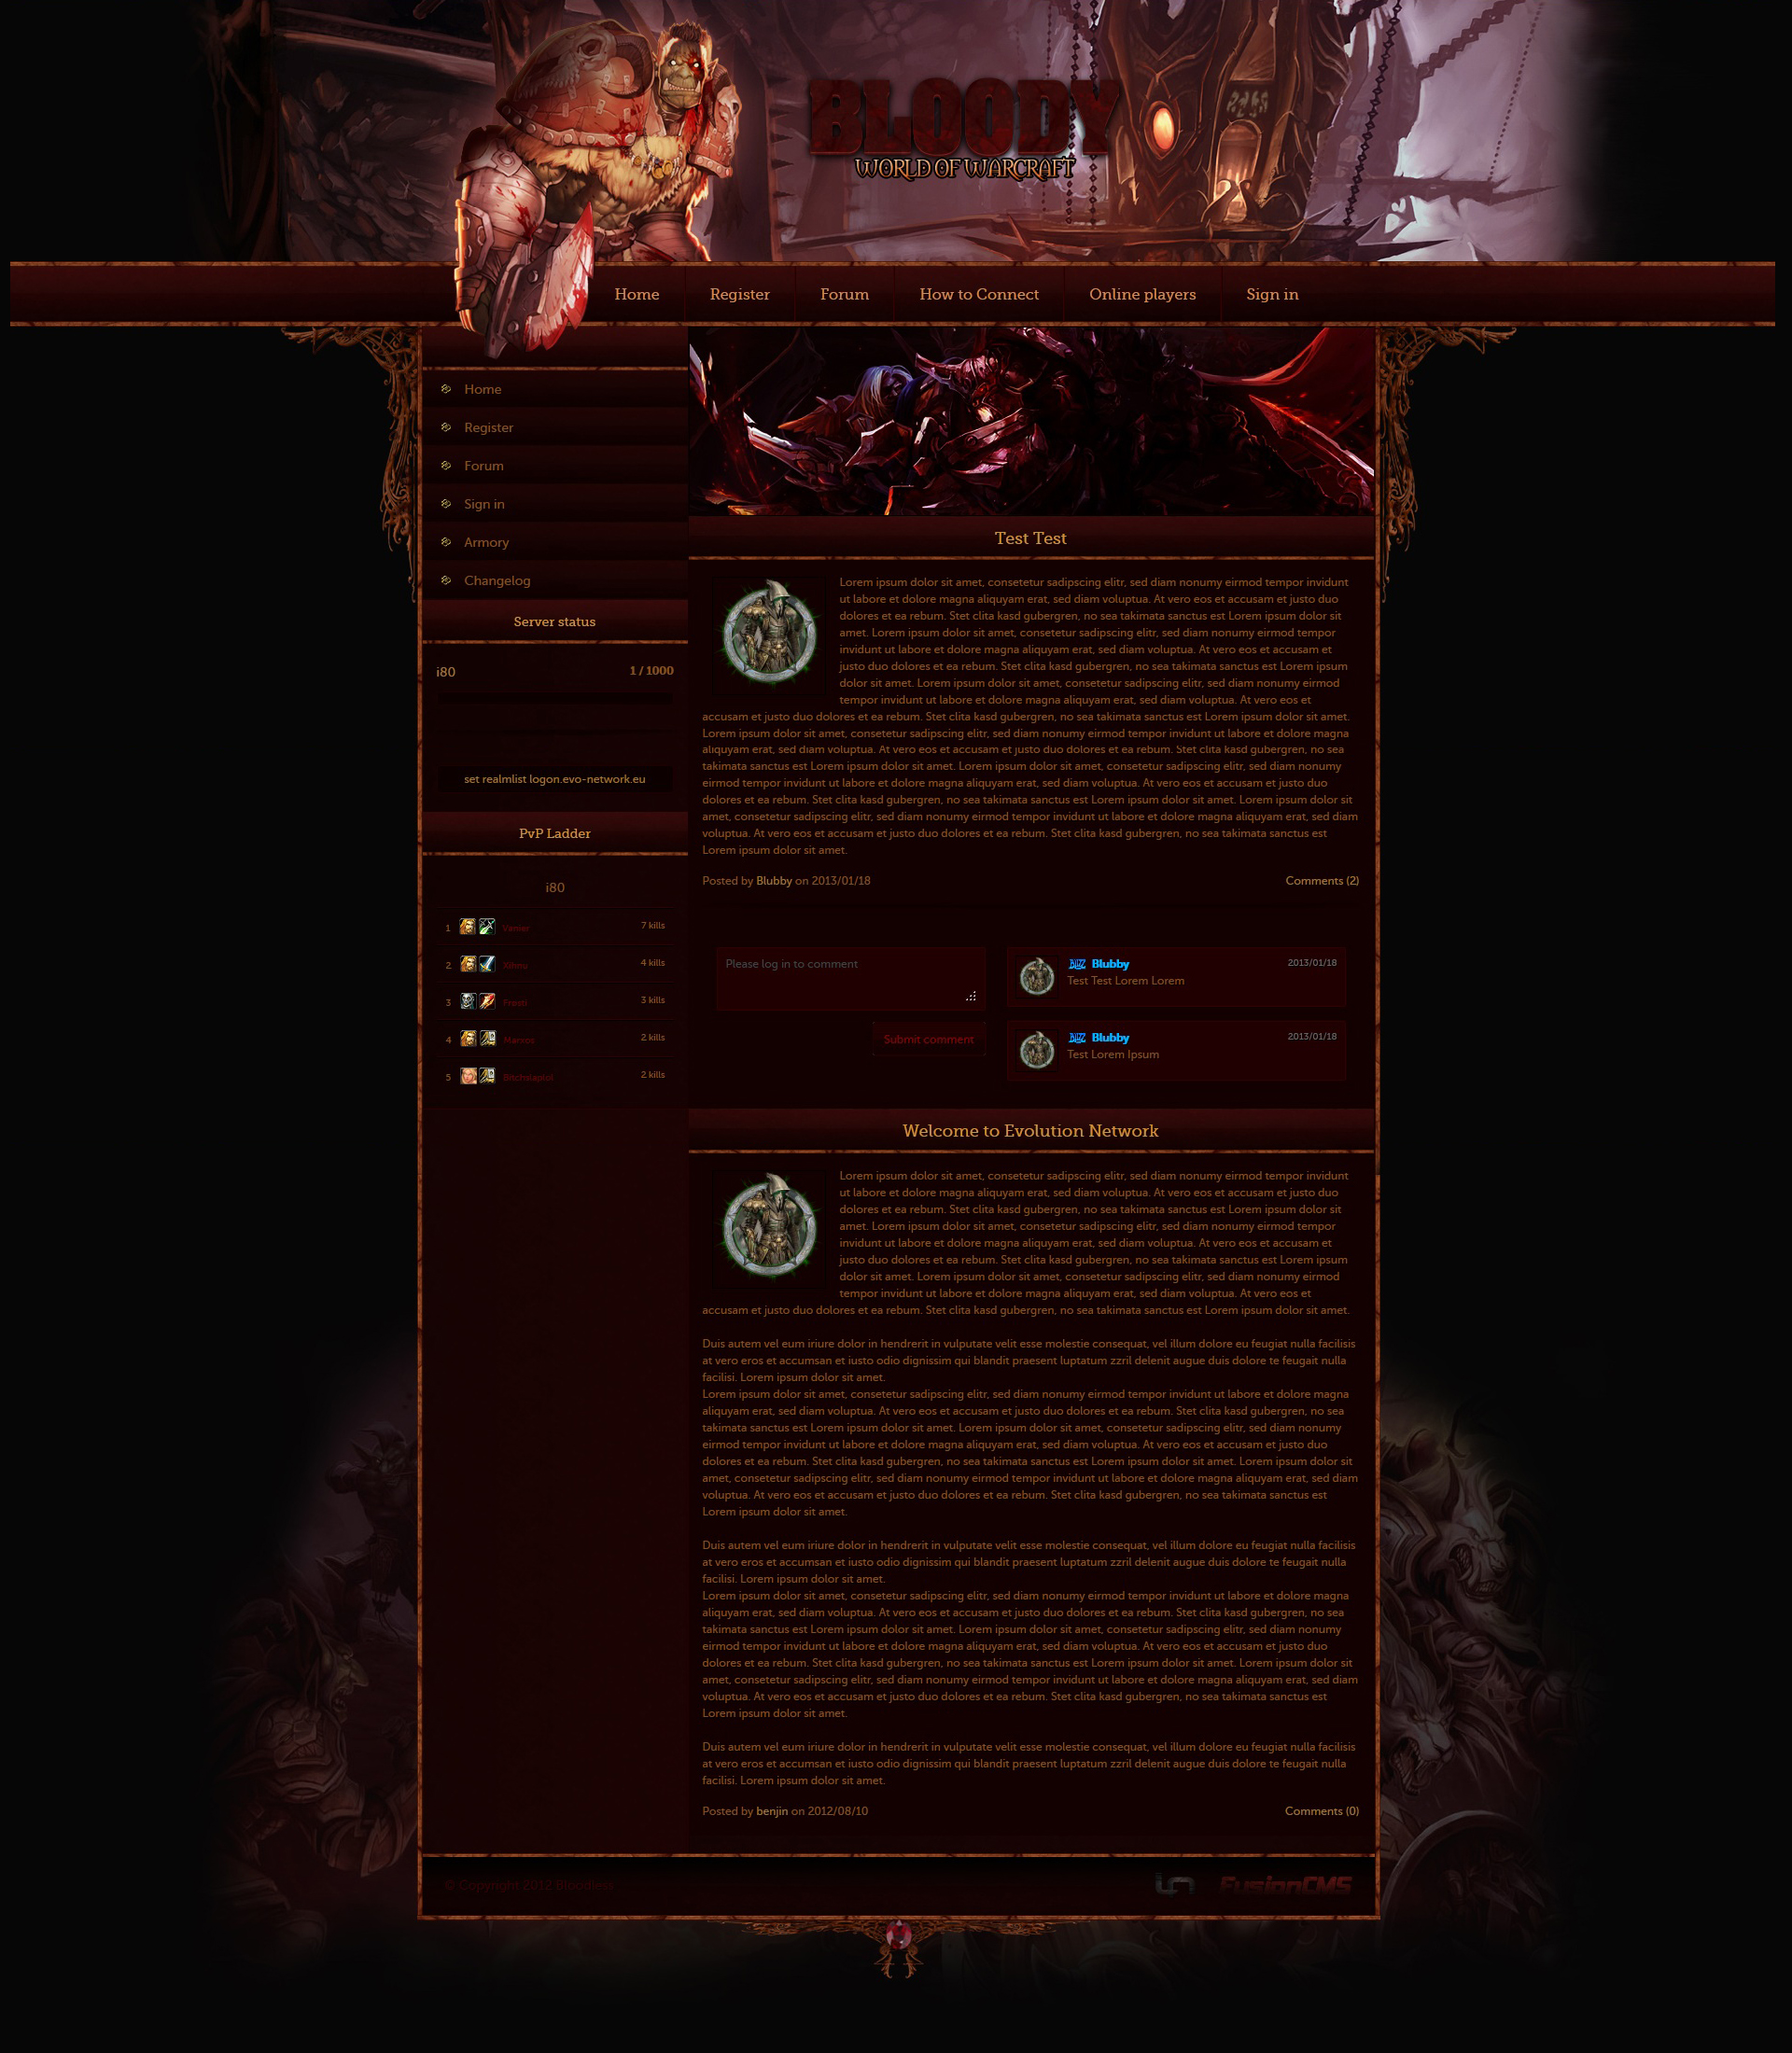 BLOODY
WORLD OF WARCRAFT
Home
Register
Forum
How to Connect
Online players
Sign in
Home
Register
Forum
Sign in
Armory
Changelog
Server status
i80
1 / 1000
set realmlist logon.evo-network.eu
PvP Ladder
i80
1
7 kills
2
4 kills
3
3 kills
4
2 kills
5
2 kills
Test Test
Lorem ipsum dolor sit amet, consetetur sadipscing elitr, sed diam nonumy eirmod tempor invidunt
ut labore et dolore magna aliquyam erat, sed diam voluptua. At vero eos et accusam et justo duo
dolores et ea rebum. Stet clita kasd gubergren, no sea takimata sanctus est Lorem ipsum dolor sit
amet. Lorem ipsum dolor sit amet, consetetur sadipscing elitr, sed diam nonumy eirmod tempor
invidunt ut labore et dolore magna aliquyam erat, sed diam voluptua. At vero eos et accusam et
justo duo dolores et ea rebum. Stet clita kasd gubergren, no sea takimata sanctus est Lorem ipsum
dolor sit amet. Lorem ipsum dolor sit amet, consetetur sadipscing elitr, sed diam nonumy eirmod
tempor invidunt ut labore et dolore magna aliquyam erat, sed diam voluptua. At vero eos et
accusam et justo duo dolores et ea rebum. Stet clita kasd gubergren, no sea takimata sanctus est Lorem ipsum dolor sit amet.
Lorem ipsum dolor sit amet, consetetur sadipscing elitr, sed diam nonumy eirmod tempor invidunt ut labore et dolore magna
aliquyam erat, sed diam voluptua. At vero eos et accusam et justo duo dolores et ea rebum. Stet clita kasd gubergren, no sea
takimata sanctus est Lorem ipsum dolor sit amet. Lorem ipsum dolor sit amet, consetetur sadipscing elitr, sed diam nonumy
eirmod tempor invidunt ut labore et dolore magna aliquyam erat, sed diam voluptua. At vero eos et accusam et justo duo
dolores et ea rebum. Stet clita kasd gubergren, no sea takimata sanctus est Lorem ipsum dolor sit amet. Lorem ipsum dolor sit
amet, consetetur sadipscing elitr, sed diam nonumy eirmod tempor invidunt ut labore et dolore magna aliquyam erat, sed diam
voluptua. At vero eos et accusam et justo duo dolores et ea rebum. Stet clita kasd gubergren, no sea takimata sanctus est
Lorem ipsum dolor sit amet.
Posted by Blubby on 2013/01/18
Comments (2)
Please log in to comment
Submit comment
Blubby
2013/01/18
Test Test Lorem Lorem
Blubby
2013/01/18
Test Lorem Ipsum
Welcome to Evolution Network
Lorem ipsum dolor sit amet, consetetur sadipscing elitr, sed diam nonumy eirmod tempor invidunt
ut labore et dolore magna aliquyam erat, sed diam voluptua. At vero eos et accusam et justo duo
dolores et ea rebum. Stet clita kasd gubergren, no sea takimata sanctus est Lorem ipsum dolor sit
amet. Lorem ipsum dolor sit amet, consetetur sadipscing elitr, sed diam nonumy eirmod tempor
invidunt ut labore et dolore magna aliquyam erat, sed diam voluptua. At vero eos et accusam et
justo duo dolores et ea rebum. Stet clita kasd gubergren, no sea takimata sanctus est Lorem ipsum
dolor sit amet. Lorem ipsum dolor sit amet, consetetur sadipscing elitr, sed diam nonumy eirmod
tempor invidunt ut labore et dolore magna aliquyam erat, sed diam voluptua. At vero eos et
accusam et justo duo dolores et ea rebum. Stet clita kasd gubergren, no sea takimata sanctus est Lorem ipsum dolor sit amet.
Duis autem vel eum iriure dolor in hendrerit in vulputate velit esse molestie consequat, vel illum dolore eu feugiat nulla facilisis
at vero eros et accumsan et iusto odio dignissim qui blandit praesent luptatum zzril delenit augue duis dolore te feugait nulla
facilisi. Lorem ipsum dolor sit amet.
Lorem ipsum dolor sit amet, consetetur sadipscing elitr, sed diam nonumy eirmod tempor invidunt ut labore et dolore magna
aliquyam erat, sed diam voluptua. At vero eos et accusam et justo duo dolores et ea rebum. Stet clita kasd gubergren, no sea
takimata sanctus est Lorem ipsum dolor sit amet. Lorem ipsum dolor sit amet, consetetur sadipscing elitr, sed diam nonumy
eirmod tempor invidunt ut labore et dolore magna aliquyam erat, sed diam voluptua. At vero eos et accusam et justo duo
dolores et ea rebum. Stet clita kasd gubergren, no sea takimata sanctus est Lorem ipsum dolor sit amet. Lorem ipsum dolor sit
amet, consetetur sadipscing elitr, sed diam nonumy eirmod tempor invidunt ut labore et dolore magna aliquyam erat, sed diam
voluptua. At vero eos et accusam et justo duo dolores et ea rebum. Stet clita kasd gubergren, no sea takimata sanctus est
Lorem ipsum dolor sit amet.
Duis autem vel eum iriure dolor in hendrerit in vulputate velit esse molestie consequat, vel illum dolore eu feugiat nulla facilisis
at vero eros et accumsan et iusto odio dignissim qui blandit praesent luptatum zzril delenit augue duis dolore te feugait nulla
facilisi. Lorem ipsum dolor sit amet.
Lorem ipsum dolor sit amet, consetetur sadipscing elitr, sed diam nonumy eirmod tempor invidunt ut labore et dolore magna
aliquyam erat, sed diam voluptua. At vero eos et accusam et justo duo dolores et ea rebum. Stet clita kasd gubergren, no sea
takimata sanctus est Lorem ipsum dolor sit amet. Lorem ipsum dolor sit amet, consetetur sadipscing elitr, sed diam nonumy
eirmod tempor invidunt ut labore et dolore magna aliquyam erat, sed diam voluptua. At vero eos et accusam et justo duo
dolores et ea rebum. Stet clita kasd gubergren, no sea takimata sanctus est Lorem ipsum dolor sit amet. Lorem ipsum dolor sit
amet, consetetur sadipscing elitr, sed diam nonumy eirmod tempor invidunt ut labore et dolore magna aliquyam erat, sed diam
voluptua. At vero eos et accusam et justo duo dolores et ea rebum. Stet clita kasd gubergren, no sea takimata sanctus est
Lorem ipsum dolor sit amet.
Duis autem vel eum iriure dolor in hendrerit in vulputate velit esse molestie consequat, vel illum dolore eu feugiat nulla facilisis
at vero eros et accumsan et iusto odio dignissim qui blandit praesent luptatum zzril delenit augue duis dolore te feugait nulla
facilisi. Lorem ipsum dolor sit amet.
Posted by benjin on 2012/08/10
Comments (0)
© Copyright 2012 Bloodless
FusionCMS